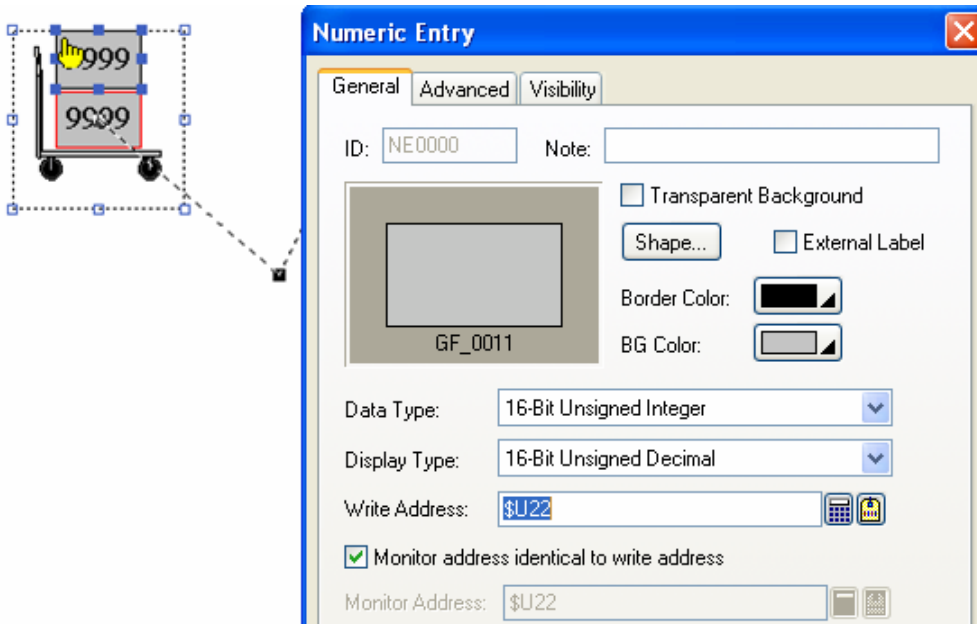 Numeric Entry
General Advanced Visibility
ID: NE0000 Note:
9999
9999
Transparent Background
Shape... External Label
Border Color:
GF_0011
BG Color:
Data Type: 16-Bit Unsigned Integer
Display Type: 16-Bit Unsigned Decimal
Write Address: $U22
Monitor address identical to write address
Monitor Address: $U22